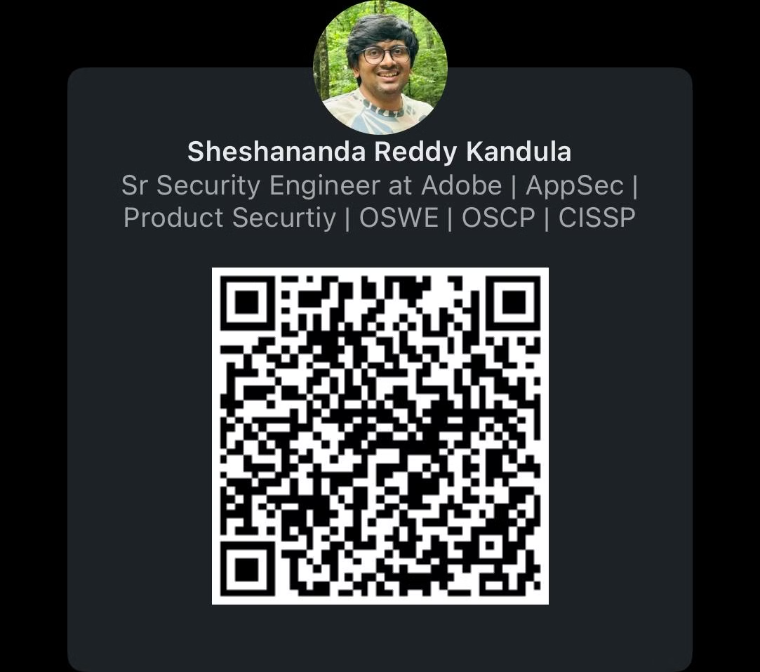 Sheshananda Reddy Kandula
Sr Security Engineer at Adobe | AppSec |
Product Securtiy | OSWE | OSCP | CISSP